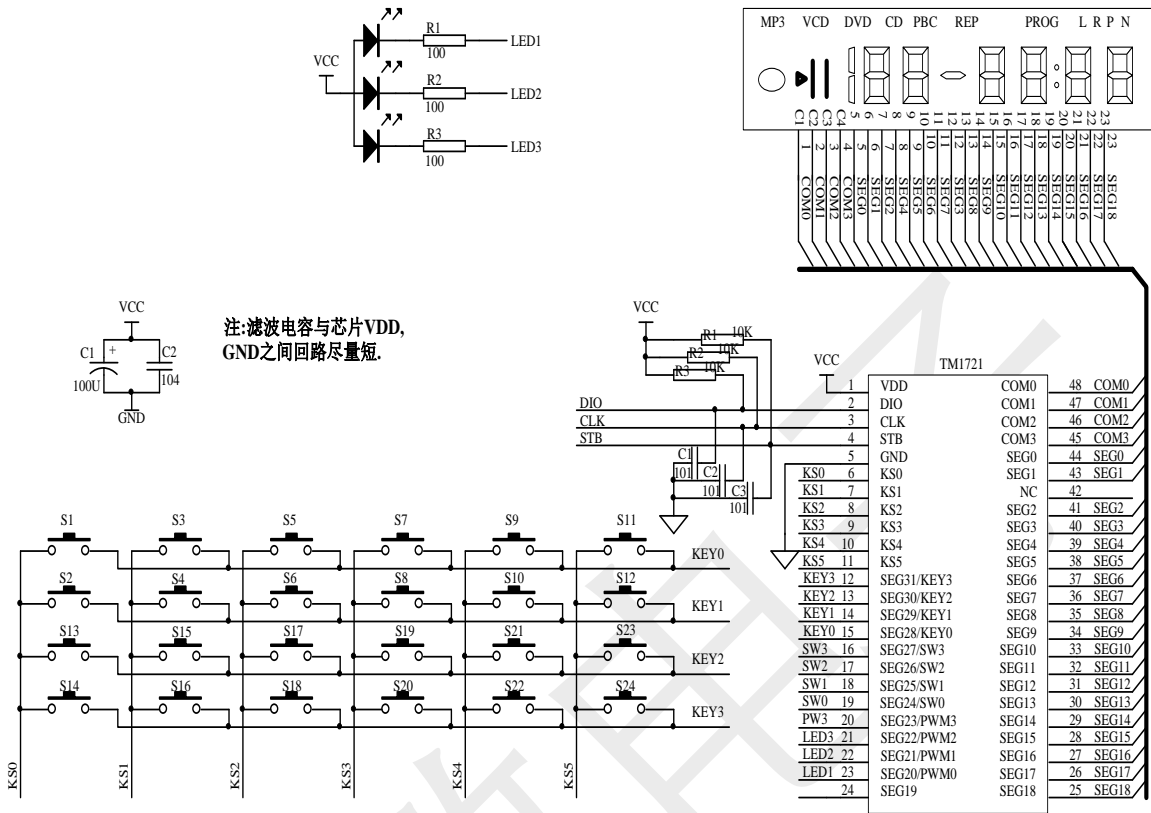 MP3 VCD DVD CD PBC REP PROG L R P N
C1 C2 C3 C4 5 6 7 8 9 10 11 12 13 14 15 16 17 18 19 20 21 22 23
1 2 3 4 5 6 7 8 9 10 11 12 13 14 15 16 17 18 19 20 21 22 23
COM0 COM1 COM2 COM3 SEG0 SEG1 SEG2 SEG4 SEG5 SEG6 SEG7 SEG3 SEG8 SEG9 SEG10 SEG11 SEG12 SEG13 SEG14 SEG15 SEG16 SEG17 SEG18
VCC
R1
100
LED1
R2
100
LED2
R3
100
LED3
VCC
C1
+
100U
C2
104
GND
注:滤波电容与芯片VDD,
GND之间回路尽量短.
VCC
R1 10K
R2 10K
R3 10K
DIO
CLK
STB
C1
101
C2
101
C3
101
VCC
TM1721
1 VDD COM0 48 COM0
2 DIO COM1 47 COM1
3 CLK COM2 46 COM2
4 STB COM3 45 COM3
5 GND SEG0 44 SEG0
KS0 6 KS0 SEG1 43 SEG1
KS1 7 KS1 NC 42
KS2 8 KS2 SEG2 41 SEG2
KS3 9 KS3 SEG3 40 SEG3
KS4 10 KS4 SEG4 39 SEG4
KS5 11 KS5 SEG5 38 SEG5
KEY3 12 SEG31/KEY3 SEG6 37 SEG6
KEY2 13 SEG30/KEY2 SEG7 36 SEG7
KEY1 14 SEG29/KEY1 SEG8 35 SEG8
KEY0 15 SEG28/KEY0 SEG9 34 SEG9
SW3 16 SEG27/SW3 SEG10 33 SEG10
SW2 17 SEG26/SW2 SEG11 32 SEG11
SW1 18 SEG25/SW1 SEG12 31 SEG12
SW0 19 SEG24/SW0 SEG13 30 SEG13
PW3 20 SEG23/PWM3 SEG14 29 SEG14
LED3 21 SEG22/PWM2 SEG15 28 SEG15
LED2 22 SEG21/PWM1 SEG16 27 SEG16
LED1 23 SEG20/PWM0 SEG17 26 SEG17
24 SEG19 SEG18 25 SEG18
S1 S3 S5 S7 S9 S11
KEY0
S2 S4 S6 S8 S10 S12
KEY1
S13 S15 S17 S19 S21 S23
KEY2
S14 S16 S18 S20 S22 S24
KEY3
KS0 KS1 KS2 KS3 KS4 KS5